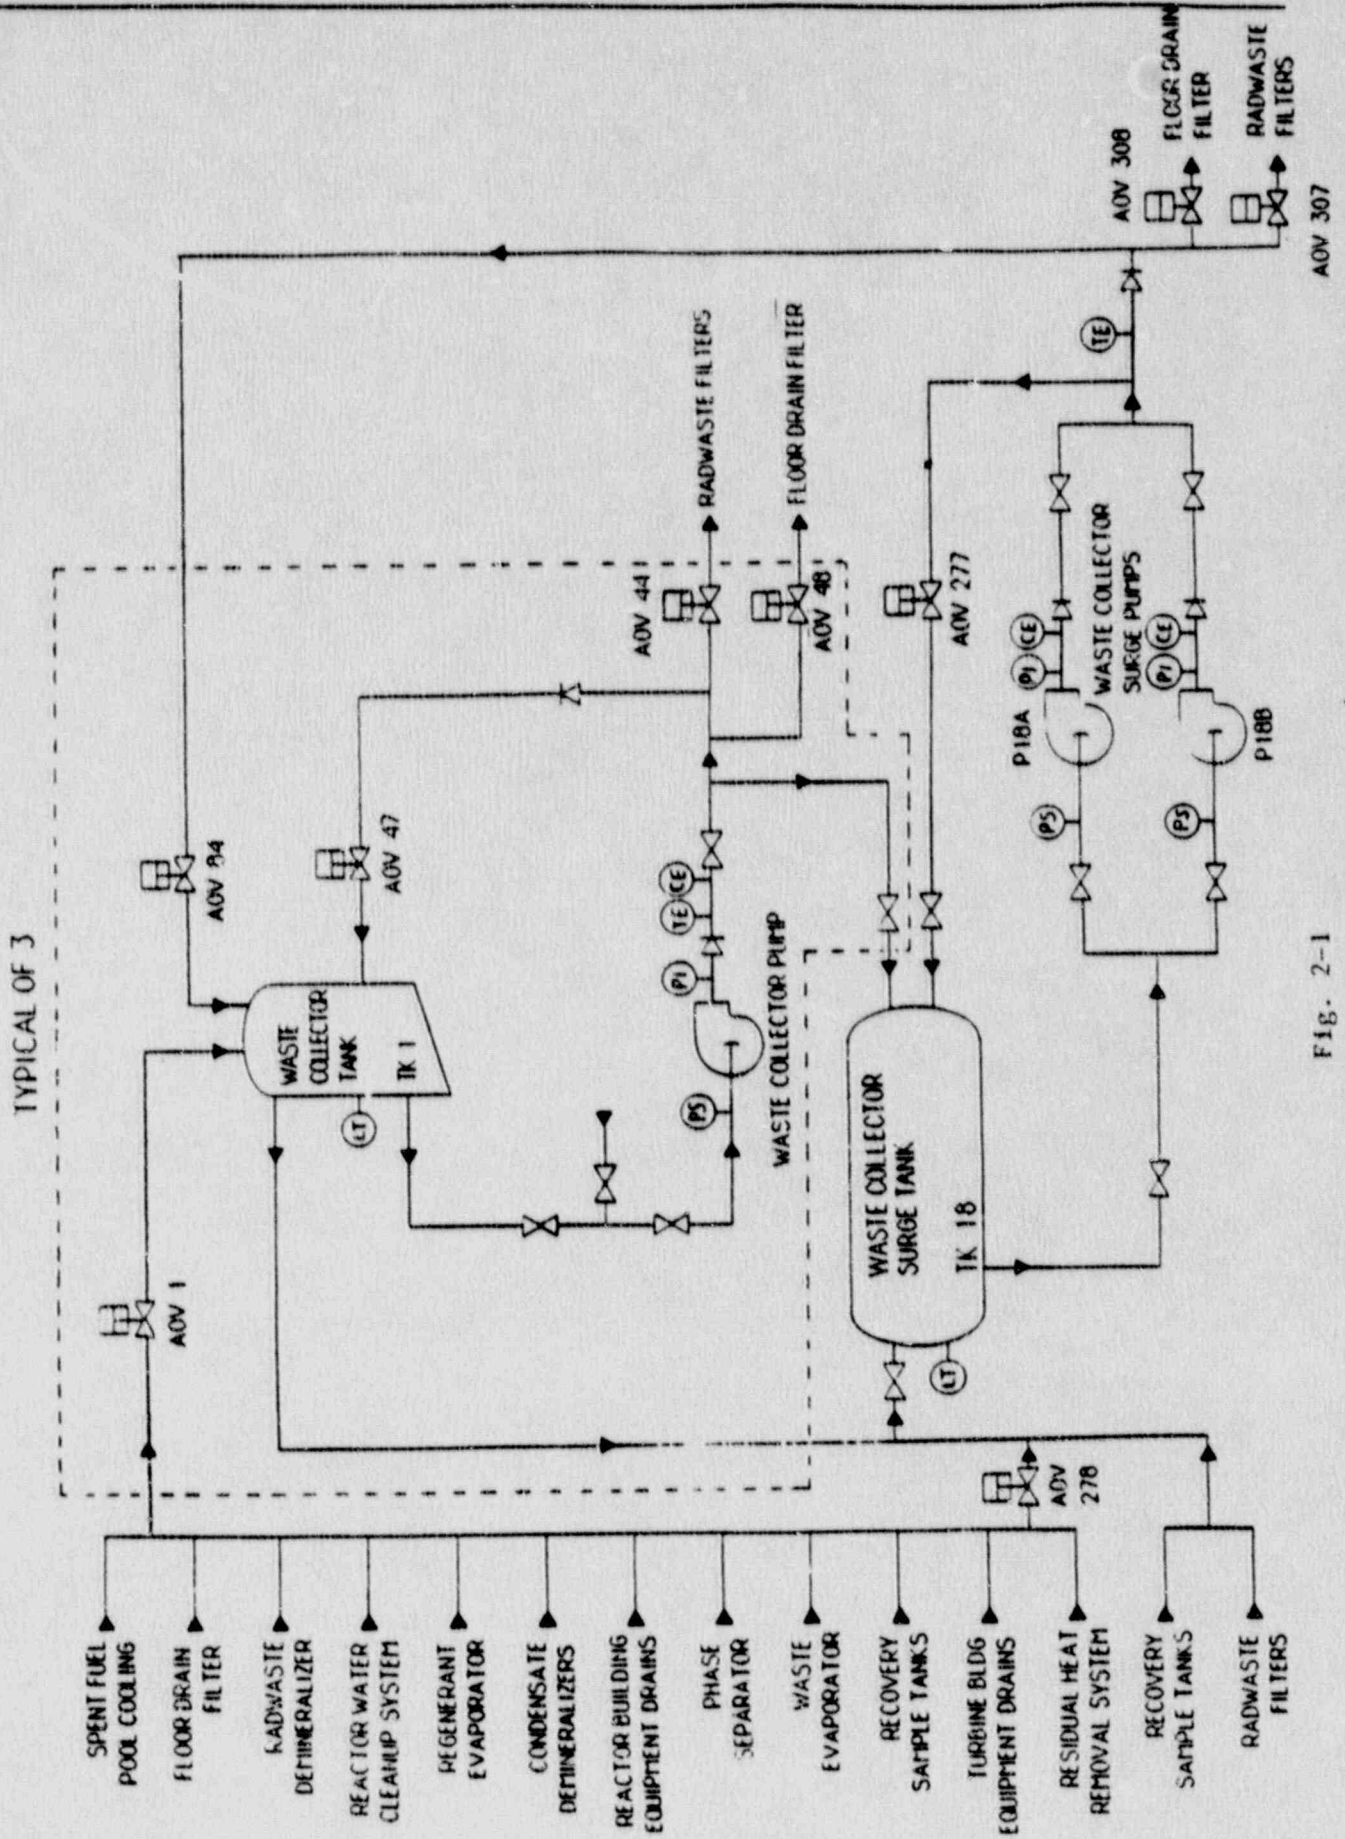 TYPICAL OF 3
SPENT FUEL
POOL COOLING
FLOOR DRAIN
FILTER
RADWASTE
DEMINERALIZER
REACTOR WATER
CLEANUP SYSTEM
REGENERANT
EVAPORATOR
CONDENSATE
DEMINERALIZERS
REACTOR BUILDING
EQUIPMENT DRAINS
PHASE
SEPARATOR
WASTE
EVAPORATOR
RECOVERY
SAMPLE TANKS
TURBINE BLDG
EQUIPMENT DRAINS
RESIDUAL HEAT
REMOVAL SYSTEM
RECOVERY
SAMPLE TANKS
RADWASTE
FILTERS
AOV 1
AOV 84
AOV 47
WASTE
COLLECTOR
TANK
TK 1
LT
PS
PI
TE
CE
WASTE COLLECTOR PUMP
AOV 44
AOV 48
RADWASTE FILTERS
FLOOR DRAIN FILTER
AOV
278
LT
WASTE COLLECTOR
SURGE TANK
TK 18
AOV 277
PS
PS
P18A
P18B
PI
CE
PI
CE
WASTE COLLECTOR
SURGE PUMPS
TE
AOV 308
FLOOR DRAIN
FILTER
RADWASTE
FILTERS
AOV 307
Fig. 2-1